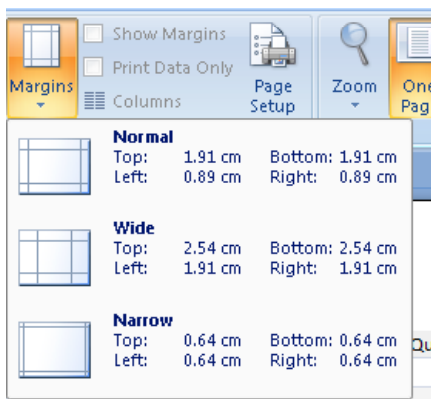 Show Margins
Print Data Only
Columns
Margins
Page
Setup
Zoom
One
Pag
Normal
Top: 1.91 cm Bottom: 1.91 cm
Left: 0.89 cm Right: 0.89 cm
Wide
Top: 2.54 cm Bottom: 2.54 cm
Left: 1.91 cm Right: 1.91 cm
Narrow
Top: 0.64 cm Bottom: 0.64 cm
Left: 0.64 cm Right: 0.64 cm
Qu